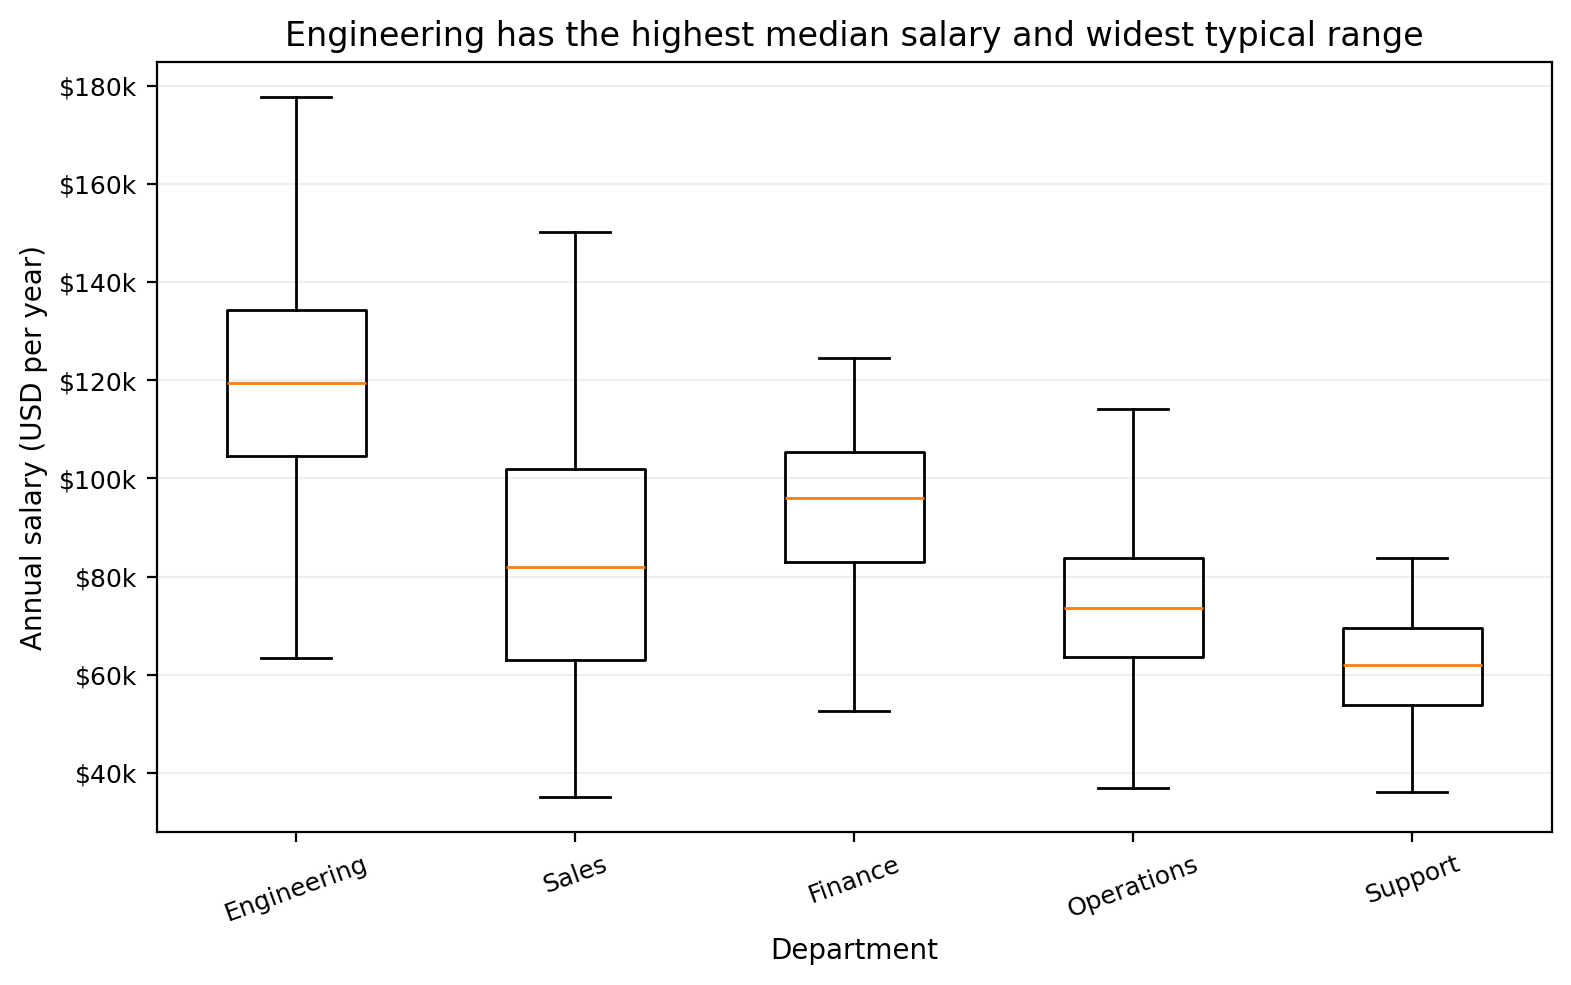 Engineering has the highest median salary and widest typical range
Annual salary (USD per year)
$180k
$160k
$140k
$120k
$100k
$80k
$60k
$40k
Engineering
Sales
Finance
Operations
Support
Department